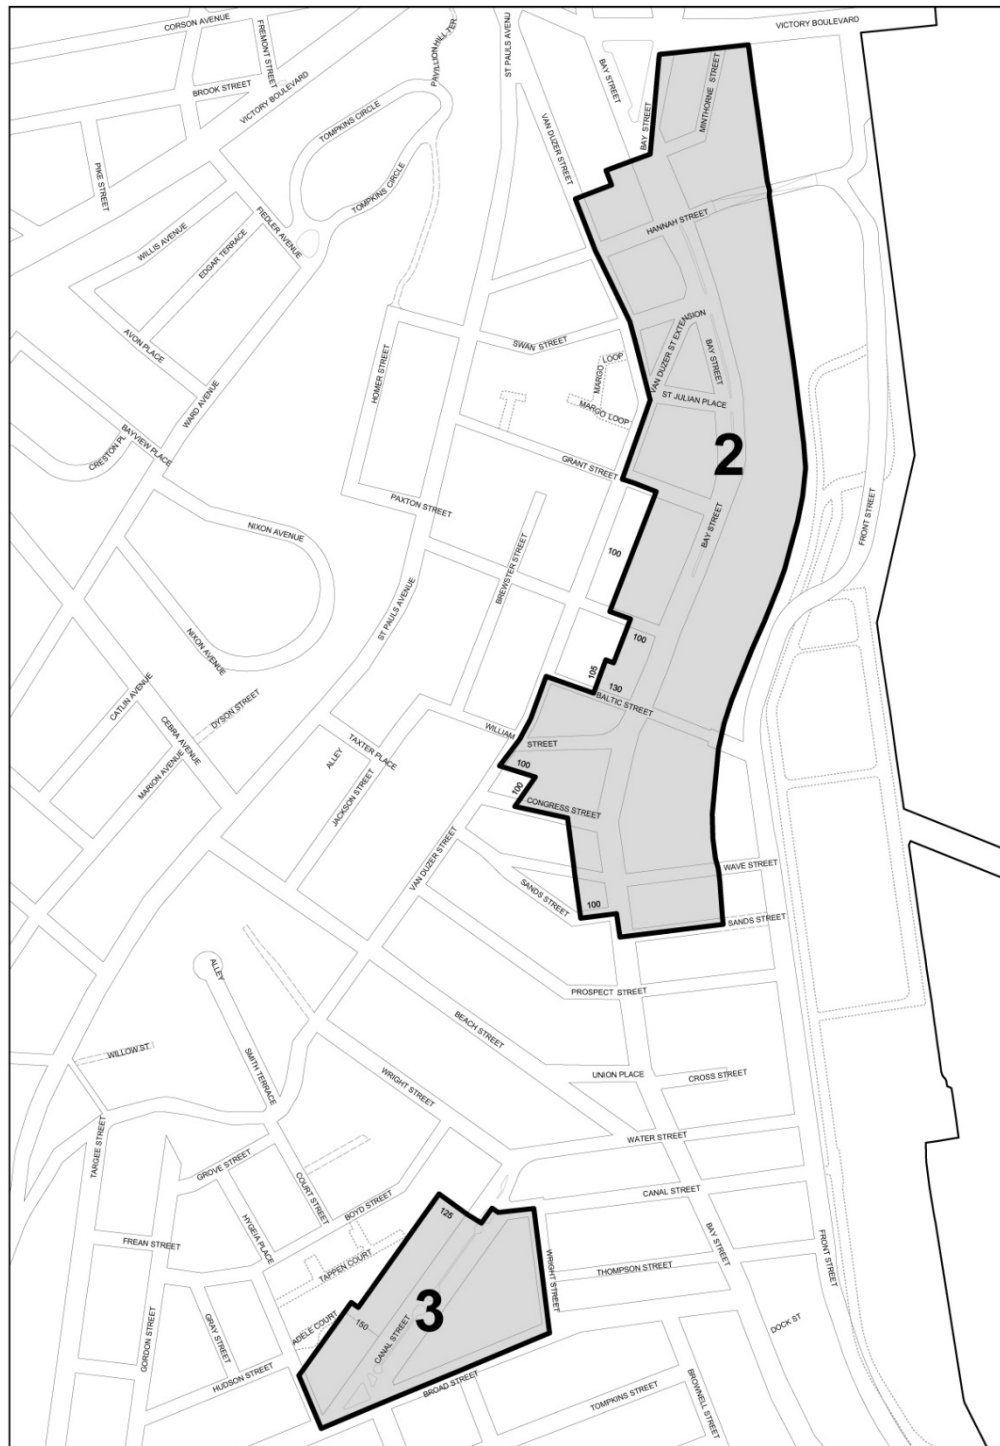 CORSON AVENUE
FREMONT STREET
BROOK STREET
VICTORY BOULEVARD
PAVILLION HILL TER.
ST PAULS AVENU
BAY STREET
VICTORY BOULEVARD
MINTHORNE STREET
BAY STREET
VAN DUZER STREET
TOMPKINS CIRCLE
TOMPKINS CIRCLE
PIKE STREET
FIEDLER AVENUE
WILLIS AVENUE
EDGAR TERRACE
HANNAH STREET
AVON PLACE
VAN DUZER ST EXTENSION
SWAN STREET
MARGO LOOP
BAY STREET
HOMER STREET
WARD AVENUE
ST JULIAN PLACE
MARGO LOOP
BAYVIEW PLACE
CRESTON PL
2
GRANT STREET
PAXTON STREET
NIXON AVENUE
BAY STREET
FRONT STREET
100
BREWSTER STREET
ST PAULS AVENUE
NIXON AVENUE
100
105
130
CATLIN AVENUE
BALTIC STREET
DYSON STREET
CEBRA AVENUE
WILLIAM
STREET
TAXTER PLACE
ALLEY
MARION AVENUE
100
100
JACKSON STREET
CONGRESS STREET
VAN DUZER STREET
WAVE STREET
SANDS STREET
100
SANDS STREET
ALLEY
PROSPECT STREET
BEACH STREET
WILLOW ST.
SMITH TERRACE
WRIGHT STREET
UNION PLACE
CROSS STREET
TARGEE STREET
WATER STREET
GROVE STREET
COURT STREET
BOYD STREET
CANAL STREET
125
HYGEIA PLACE
FREAN STREET
TAPPEN COURT
BAY STREET
FRONT STREET
WRIGHT STREET
THOMPSON STREET
3
ADELE COURT
150
CANAL STREET
DOCK ST
GORDON STREET
GRAY STREET
HUDSON STREET
BROAD STREET
TOMPKINS STREET
BROWNELL STREET